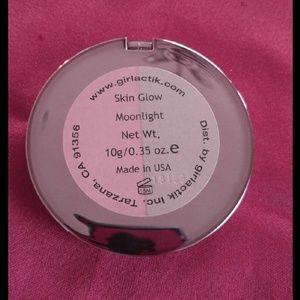 www.girlactik.com
Skin Glow
Moonlight
Net Wt.
10g/0.35 oz.e
Made in USA
Dist. by girlactik Inc. Tarzana, CA 91356